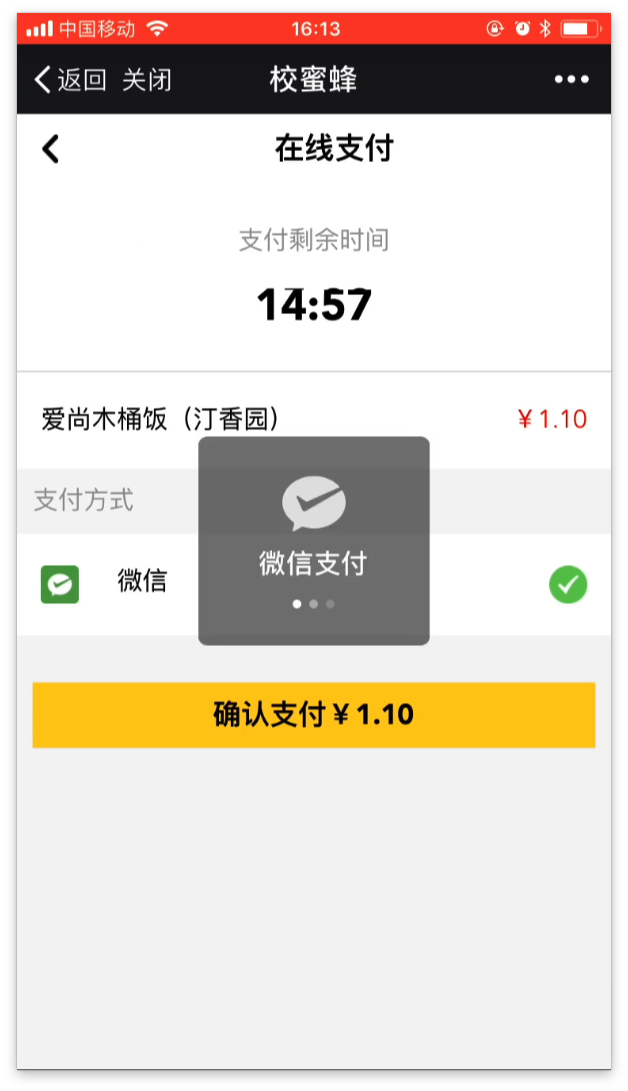 中国移动 16:13
返回 关闭 校蜜蜂
在线支付
支付剩余时间
14:57
爱尚木桶饭（汀香园） ¥1.10
支付方式
微信支付
微信
确认支付¥1.10